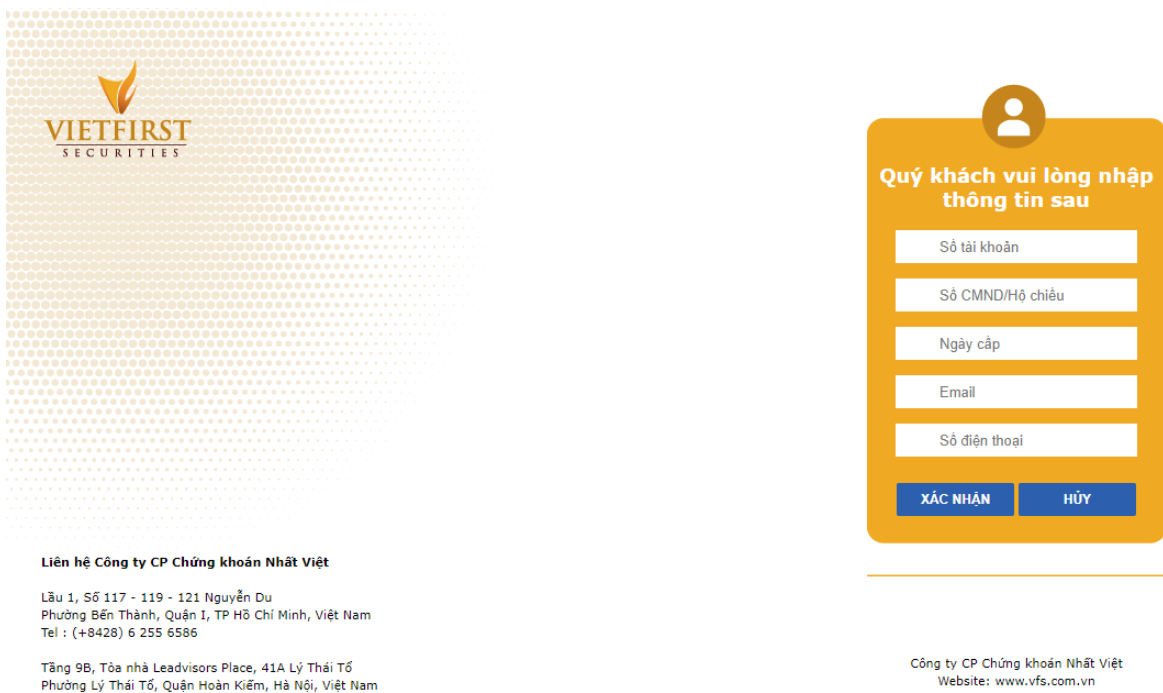 VIETFIRST
SECURITIES
Quý khách vui lòng nhập
thông tin sau
Số tài khoản
Số CMND/Hộ chiếu
Ngày cấp
Email
Số điện thoại
XÁC NHẬN
HỦY
Liên hệ Công ty CP Chứng khoán Nhất Việt
Lầu 1, Số 117 - 119 - 121 Nguyễn Du
Phường Bến Thành, Quận I, TP Hồ Chí Minh, Việt Nam
Tel : (+8428) 6 255 6586
Tầng 9B, Tòa nhà Leadvisors Place, 41A Lý Thái Tổ
Phường Lý Thái Tổ, Quận Hoàn Kiếm, Hà Nội, Việt Nam
Công ty CP Chứng khoán Nhất Việt
Website: www.vfs.com.vn